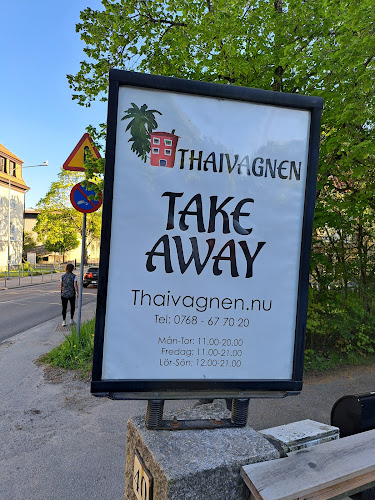 THAIVAGNEN
TAKE
AWAY
Thaivagnen.nu
Tel: 0768 - 67 70 20
Mån-Tor: 11.00-20.00
Fredag: 11.00-21.00
Lör-Sön: 12.00-21.00
40